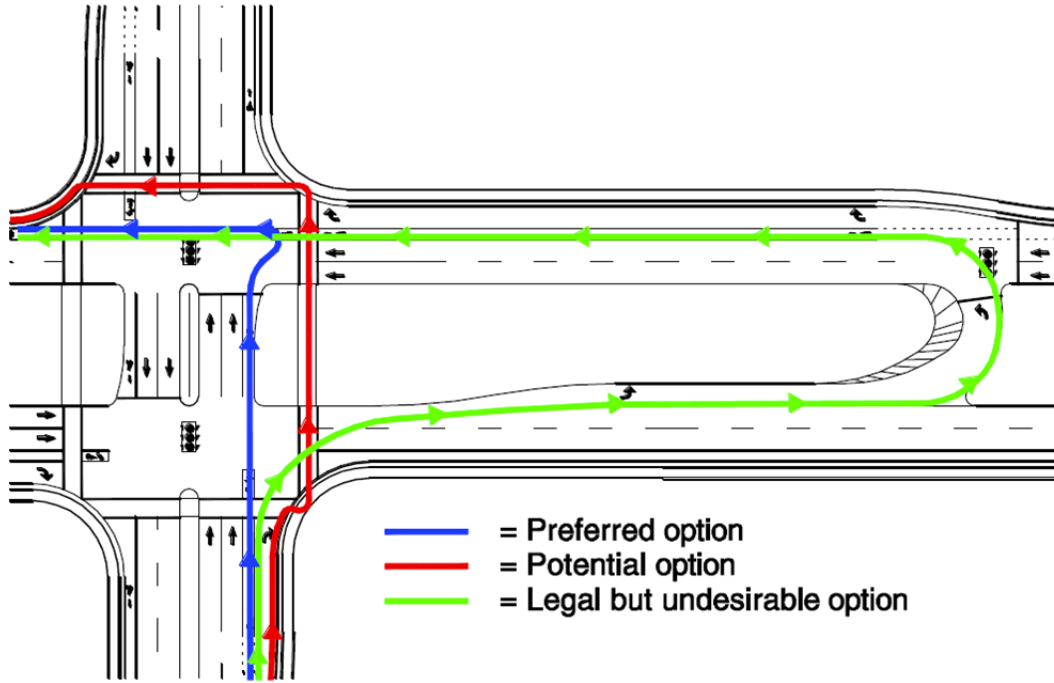 = Preferred option
= Potential option
= Legal but undesirable option